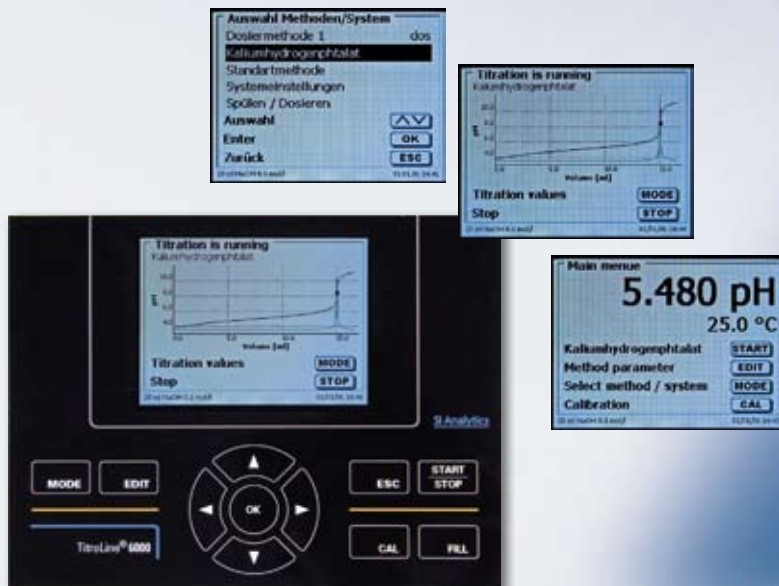 Auswahl Methoden/System
Dosiermethode 1 dos
Kaliumhydrogenphtalat
Standartmethode
Systemeinstellungen
Spülen / Dosieren
Auswahl
Enter OK
Zurück ESC
Titration is running
Kaliumhydrogenphtalat
pH
Volume [ml]
Titration values MODE
Stop STOP
Main menue
5.480 pH
25.0 °C
Kaliumhydrogenphtalat START
Method parameter EDIT
Select method / system MODE
Calibration CAL
Titration is running
Kaliumhydrogenphtalat
pH
Volume [ml]
Titration values MODE
Stop STOP
SI Analytics
MODE EDIT OK ESC START STOP
TitroLine® 6000 CAL FILL